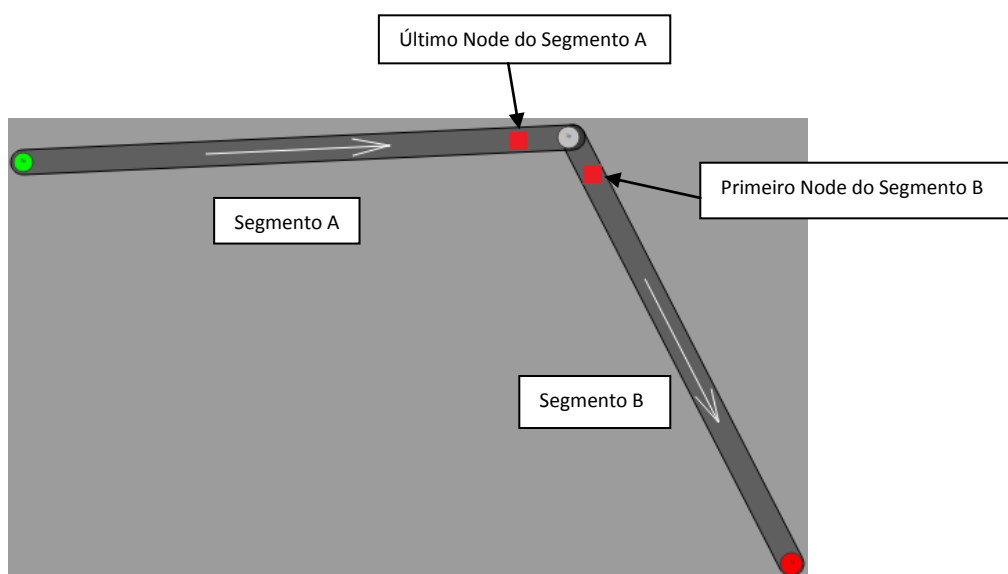 Último Node do Segmento A
Primeiro Node do Segmento B
Segmento A
Segmento B